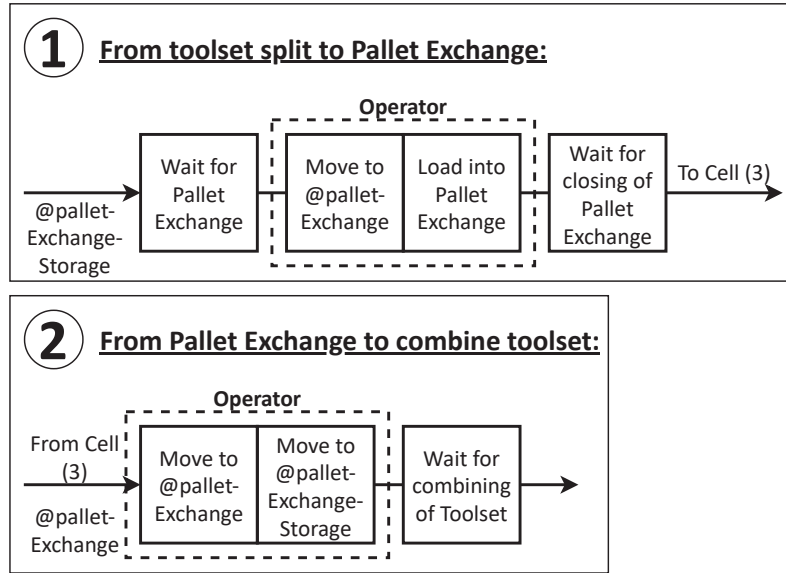 1 From toolset split to Pallet Exchange:
Operator
@pallet-
Exchange-
Storage
Wait for
Pallet
Exchange
Move to
@pallet-
Exchange
Load into
Pallet
Exchange
Wait for
closing of
Pallet
Exchange
To Cell (3)
2 From Pallet Exchange to combine toolset:
Operator
From Cell
(3)
@pallet-
Exchange
Move to
@pallet-
Exchange
Move to
@pallet-
Exchange-
Storage
Wait for
combining
of Toolset